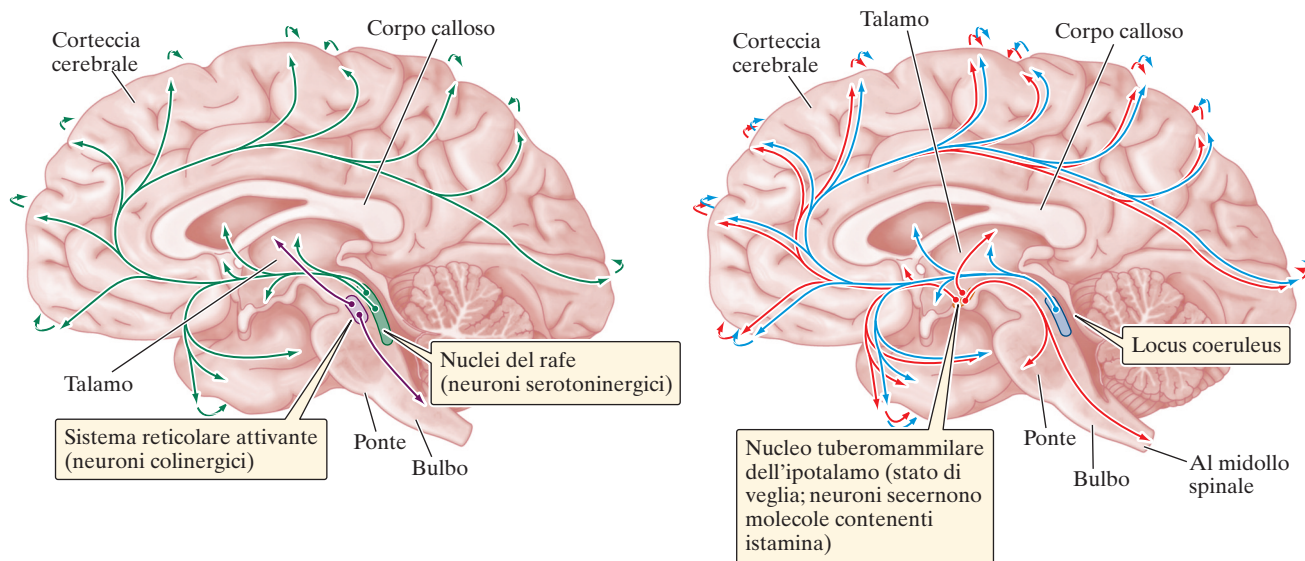 Corteccia
cerebrale
Corpo calloso
Talamo
Nuclei del rafe
(neuroni serotoninergici)
Sistema reticolare attivante
(neuroni colinergici)
Ponte
Bulbo
Talamo
Corteccia
cerebrale
Corpo calloso
Locus coeruleus
Nucleo tuberomammilare
dell'ipotalamo (stato di
veglia; neuroni secernono
molecole contenenti
istamina)
Ponte
Bulbo
Al midollo
spinale